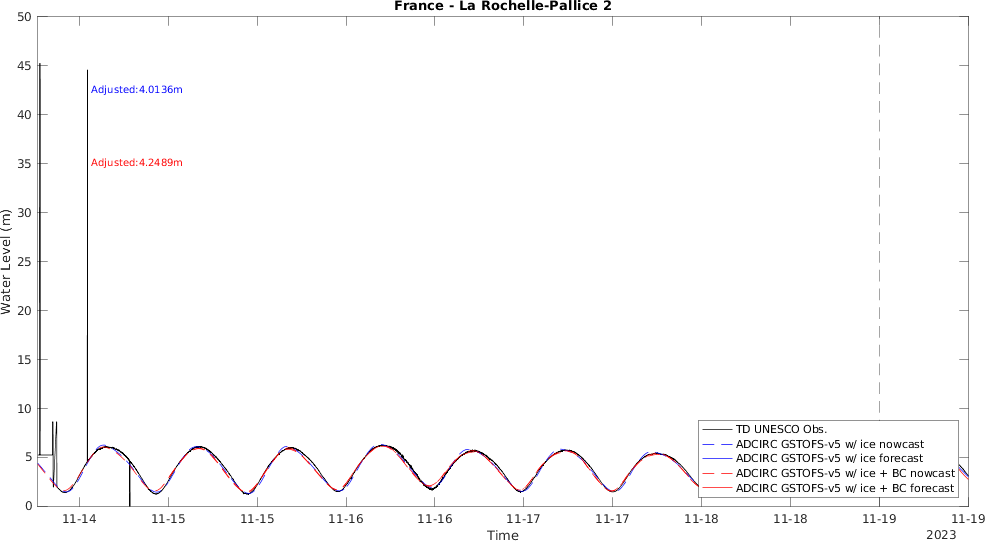 France - La Rochelle-Pallice 2
50
45
40
35
30
25
20
15
10
5
0
Water Level (m)
Adjusted:4.0136m
Adjusted:4.2489m
TD UNESCO Obs.
ADCIRC GSTOFS-v5 w/ ice nowcast
ADCIRC GSTOFS-v5 w/ ice forecast
ADCIRC GSTOFS-v5 w/ ice + BC nowcast
ADCIRC GSTOFS-v5 w/ ice + BC forecast
11-14 11-15 11-15 11-16 11-16 11-17 11-17 11-18 11-18 11-19 11-19
Time
2023